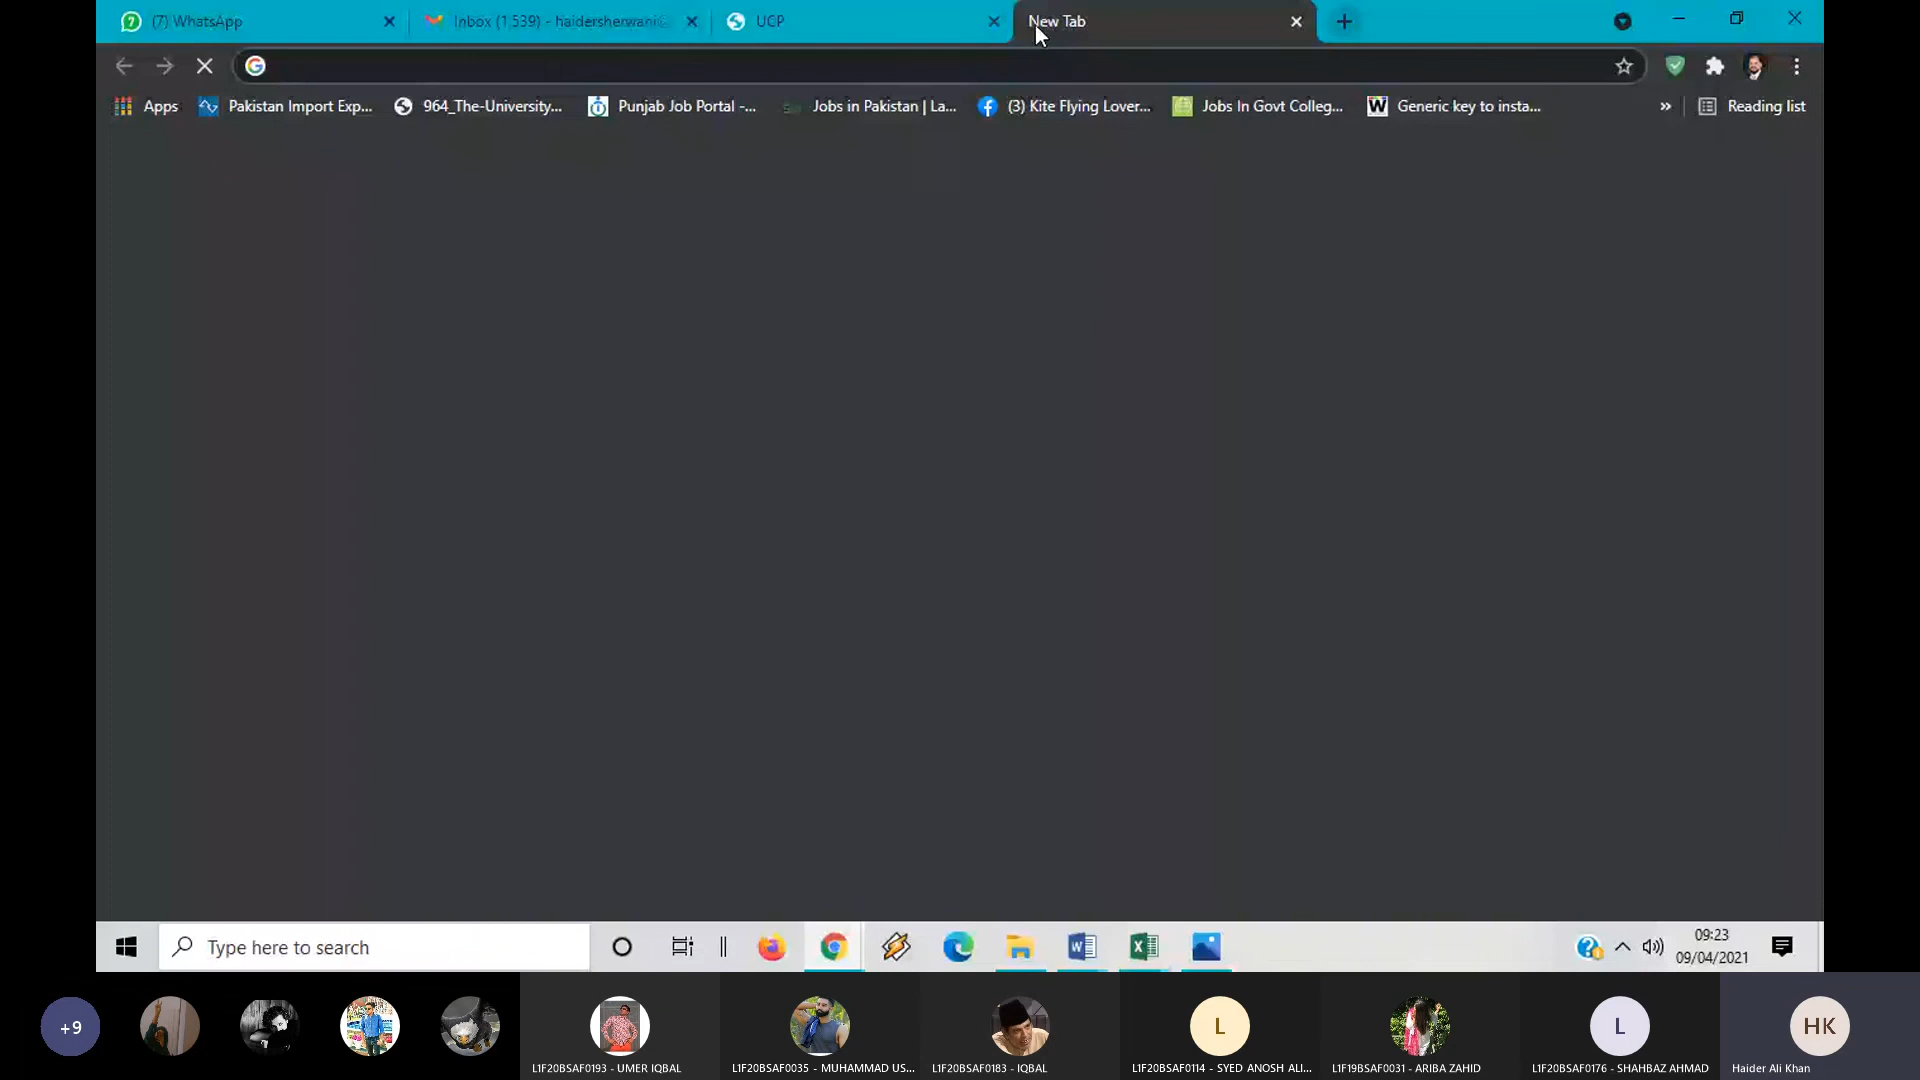 (7) WhatsApp
Inbox (1,539) - haidersherwani@
UCP
New Tab
Apps
Pakistan Import Exp...
964_The-University...
Punjab Job Portal -...
Jobs in Pakistan | La...
(3) Kite Flying Lover...
Jobs In Govt Colleg...
W
Generic key to insta...
»
Reading list
Type here to search
09:23
09/04/2021
+9
L1F20BSAF0193 - UMER IQBAL
L1F20BSAF0035 - MUHAMMAD US...
L1F20BSAF0183 - IQBAL
L
L1F20BSAF0114 - SYED ANOSH ALI...
L1F19BSAF0031 - ARIBA ZAHID
L
L1F20BSAF0176 - SHAHBAZ AHMAD
HK
Haider Ali Khan